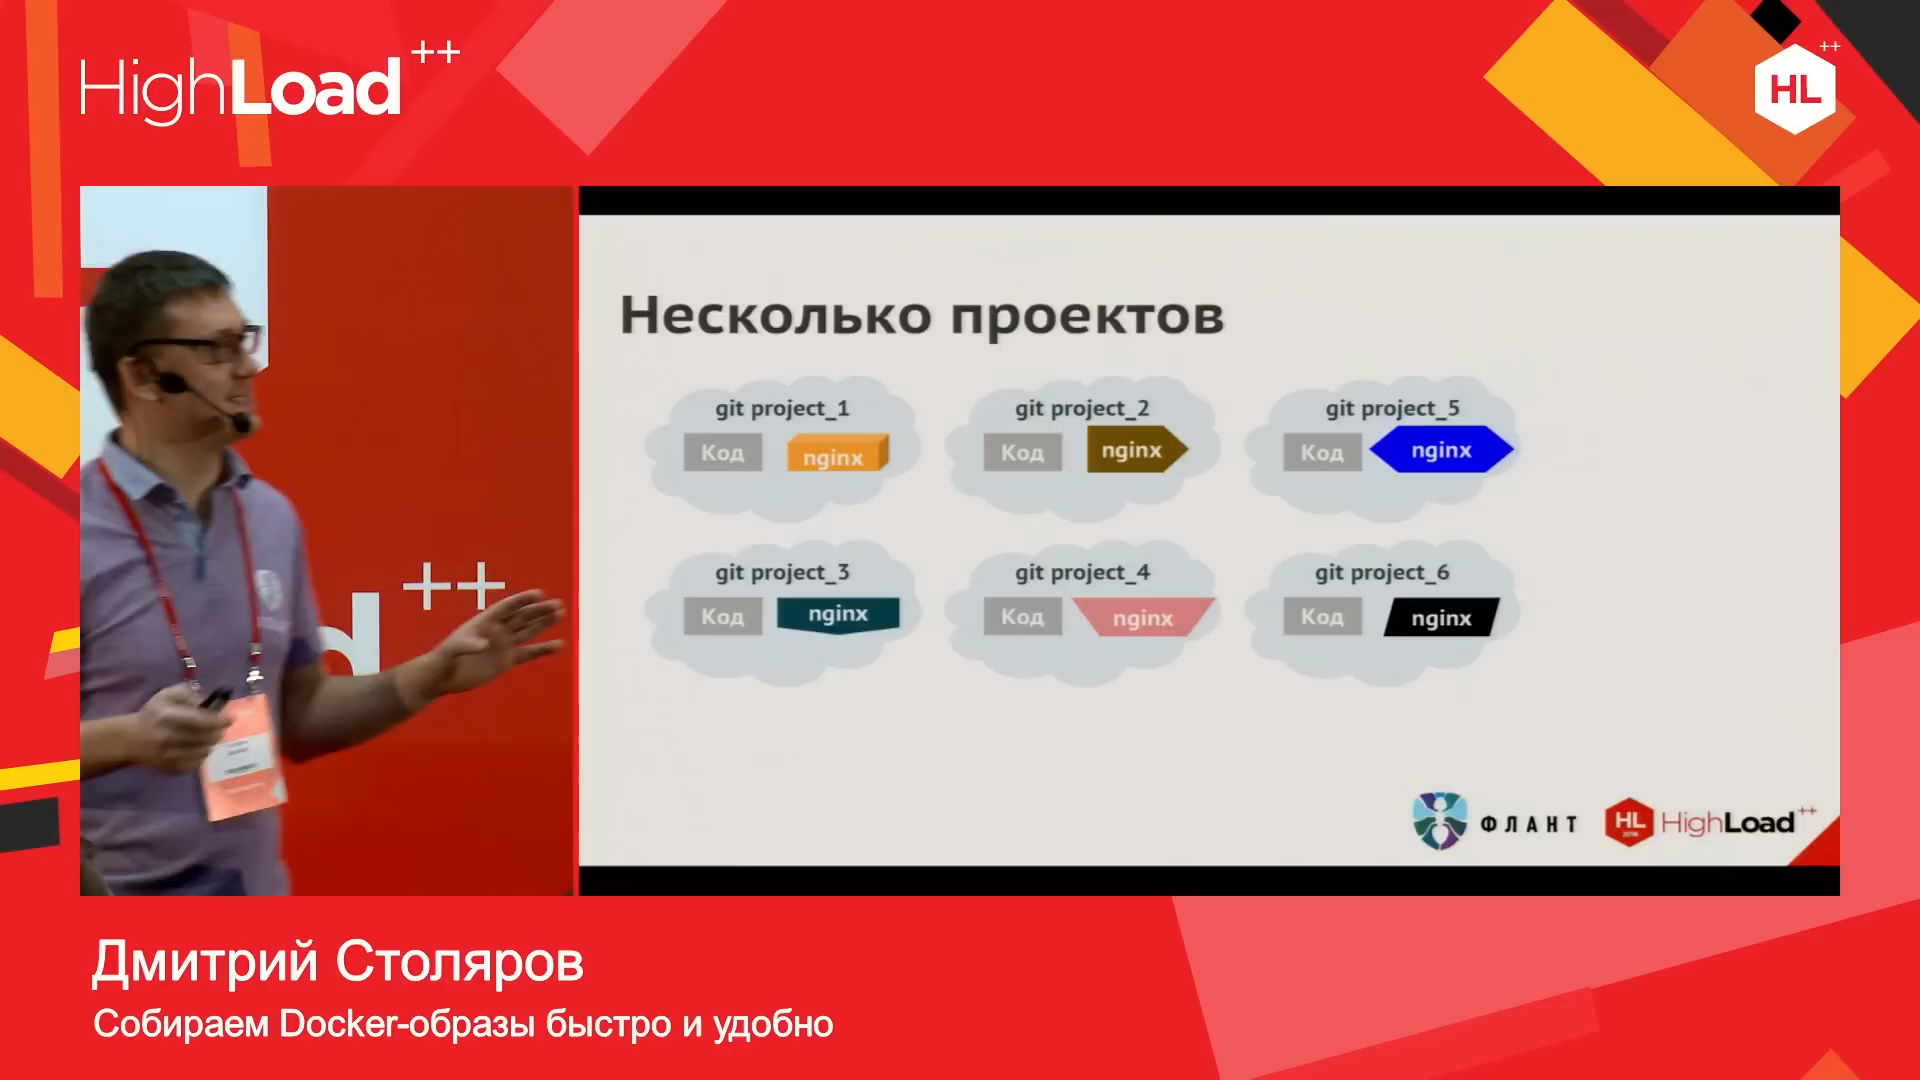 HighLoad++
HL++
d++
Несколько проектов
git project_1
Код
nginx
git project_2
Код
nginx
git project_5
Код
nginx
git project_3
Код
nginx
git project_4
Код
nginx
git project_6
Код
nginx
ФЛАНТ
HL
2016
HighLoad++
Дмитрий Столяров
Собираем Docker-образы быстро и удобно